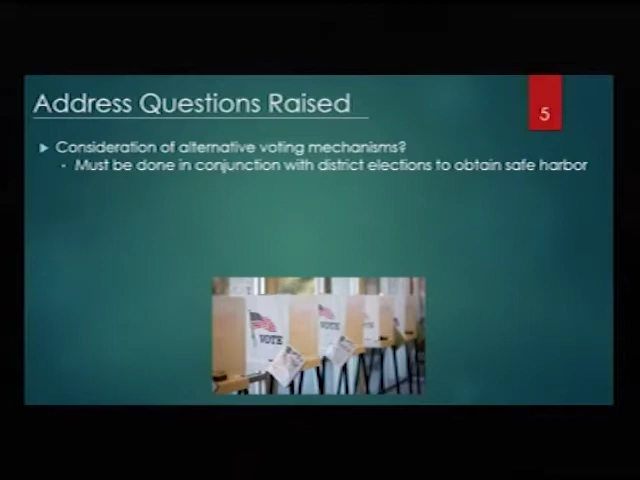 Address Questions Raised
5
Consideration of alternative voting mechanisms?
Must be done in conjunction with district elections to obtain safe harbor
VOTE
VOTE